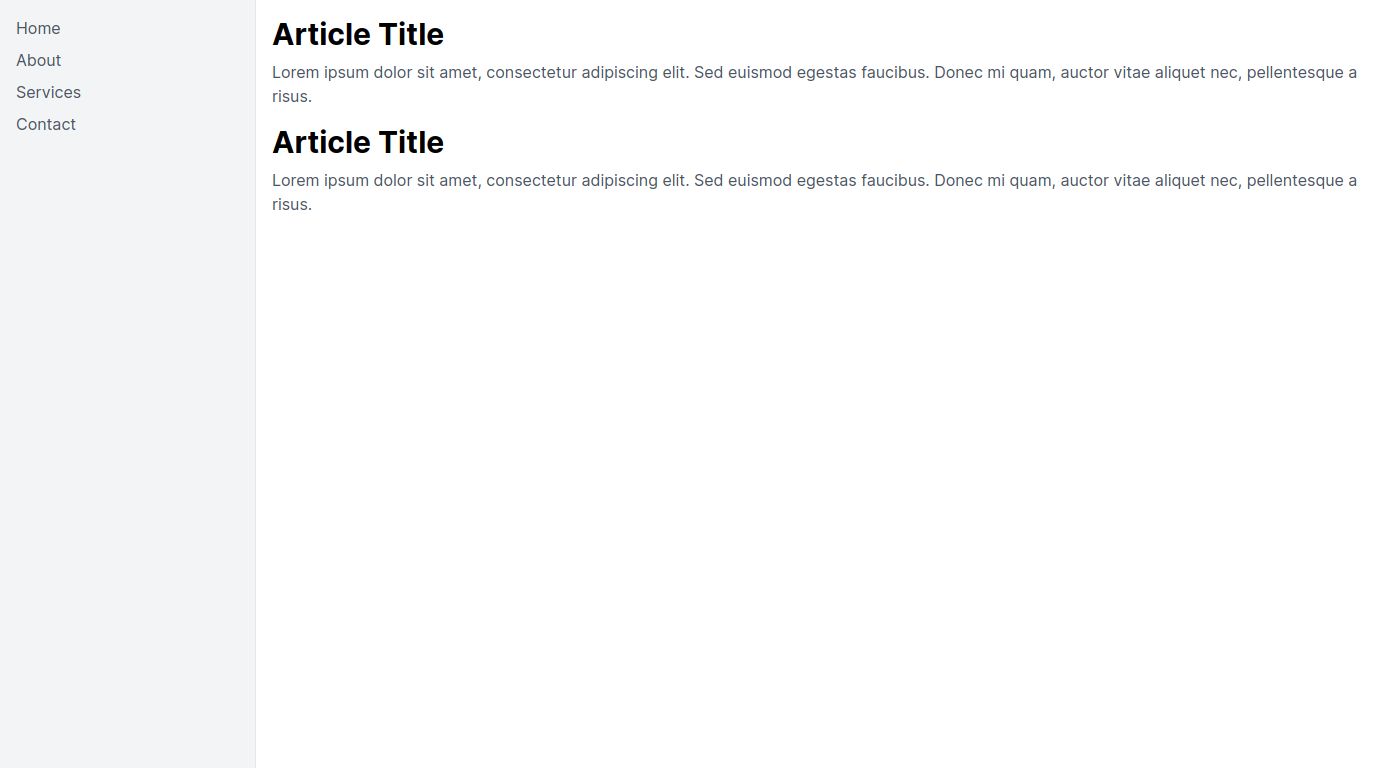 Home
About
Services
Contact
Article Title
Lorem ipsum dolor sit amet, consectetur adipiscing elit. Sed euismod egestas faucibus. Donec mi quam, auctor vitae aliquet nec, pellentesque a
risus.
Article Title
Lorem ipsum dolor sit amet, consectetur adipiscing elit. Sed euismod egestas faucibus. Donec mi quam, auctor vitae aliquet nec, pellentesque a
risus.